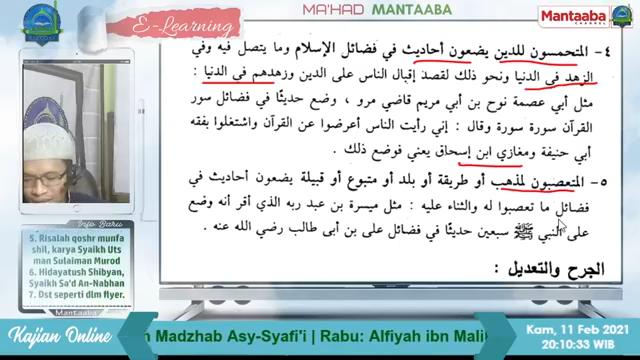 MA'HAD MANTAABA
E-Learning
Mantaaba Channel
٤- المتحمسون للدين يضعون أحاديث في فضائل الإسلام وما يتصل فيه وفي
الزهد في الدنيا ونحو ذلك لقصد إقبال الناس على الدين وزهدهم في الدنيا :
مثل أبي عصمة نوح بن أبي مريم قاضي مرو ، وضع حديثًا في فضائل سور
القرآن سورة سورة وقال : إني رأيت الناس أعرضوا عن القرآن واشتغلوا بفقه
أبي حنيفة ومغازي ابن إسحاق يعني فوضع ذلك .
٥- المتعصبون لمذهب أو طريقة أو بلد أو متبوع أو قبيلة يضعون أحاديث في
فضائل ما تعصبوا له والثناء عليه : مثل ميسرة بن عبد ربه الذي أقر أنه وضع
على النبي ﷺ سبعين حديثًا في فضائل على بن أبى طالب رضي الله عنه .
الجرح والتعديل :
Info Baru
5. Risalah qoshr munfa
shil, karya Syaikh Uts
man Sulaiman Murod
6. Hidayatush Shibyan,
Syaikh Sa'd An-Nabhan
7. Dst seperti dlm flyer.
Mantaaba
Kajian Online
n Madzhab Asy-Syafi'i | Rabu: Alfiyah ibn Mali
Kam, 11 Feb 2021
20:10:33 WIB